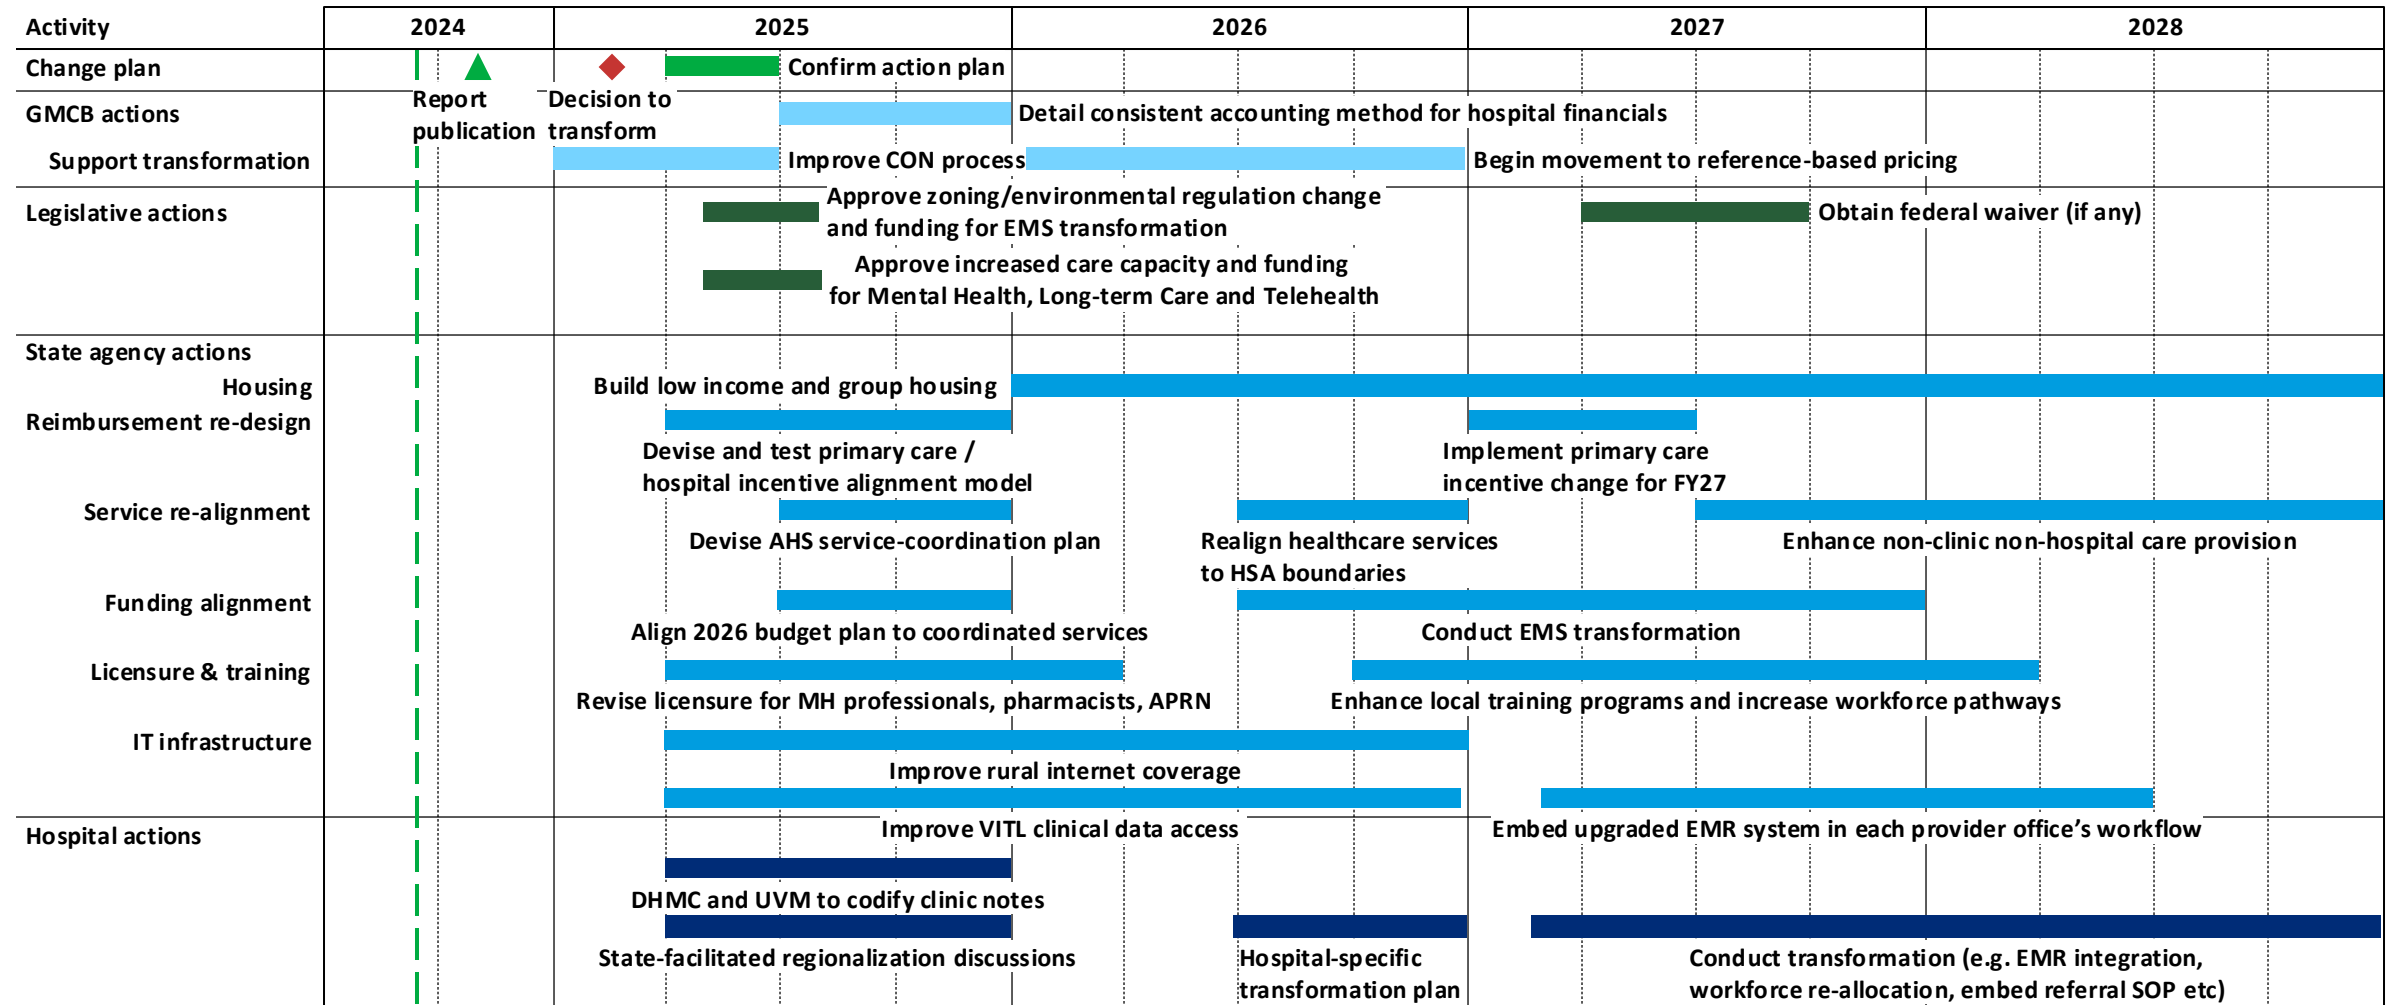 Activity
2024
2025
2026
2027
2028
Change plan
Confirm action plan
Report
publication
Decision to
transform
GMCB actions
Detail consistent accounting method for hospital financials
Support transformation
Improve CON process
Begin movement to reference-based pricing
Legislative actions
Approve zoning/environmental regulation change
and funding for EMS transformation
Obtain federal waiver (if any)
Approve increased care capacity and funding
for Mental Health, Long-term Care and Telehealth
State agency actions
Housing
Build low income and group housing
Reimbursement re-design
Devise and test primary care /
hospital incentive alignment model
Implement primary care
incentive change for FY27
Service re-alignment
Devise AHS service-coordination plan
Realign healthcare services
to HSA boundaries
Enhance non-clinic non-hospital care provision
Funding alignment
Align 2026 budget plan to coordinated services
Conduct EMS transformation
Licensure & training
Revise licensure for MH professionals, pharmacists, APRN
Enhance local training programs and increase workforce pathways
IT infrastructure
Improve rural internet coverage
Improve VITL clinical data access
Embed upgraded EMR system in each provider office's workflow
Hospital actions
DHMC and UVM to codify clinic notes
State-facilitated regionalization discussions
Hospital-specific
transformation plan
Conduct transformation (e.g. EMR integration,
workforce re-allocation, embed referral SOP etc)